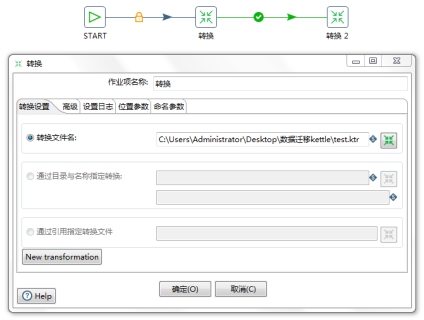 START
转换
转换 2
转换
作业项名称:
转换
转换设置
高级
设置日志
位置参数
命名参数
转换文件名:
C:\Users\Administrator\Desktop\数据迁移kettle\test.ktr
通过目录与名称指定转换:
通过引用指定转换文件
New transformation
确定(O)
取消(C)
Help